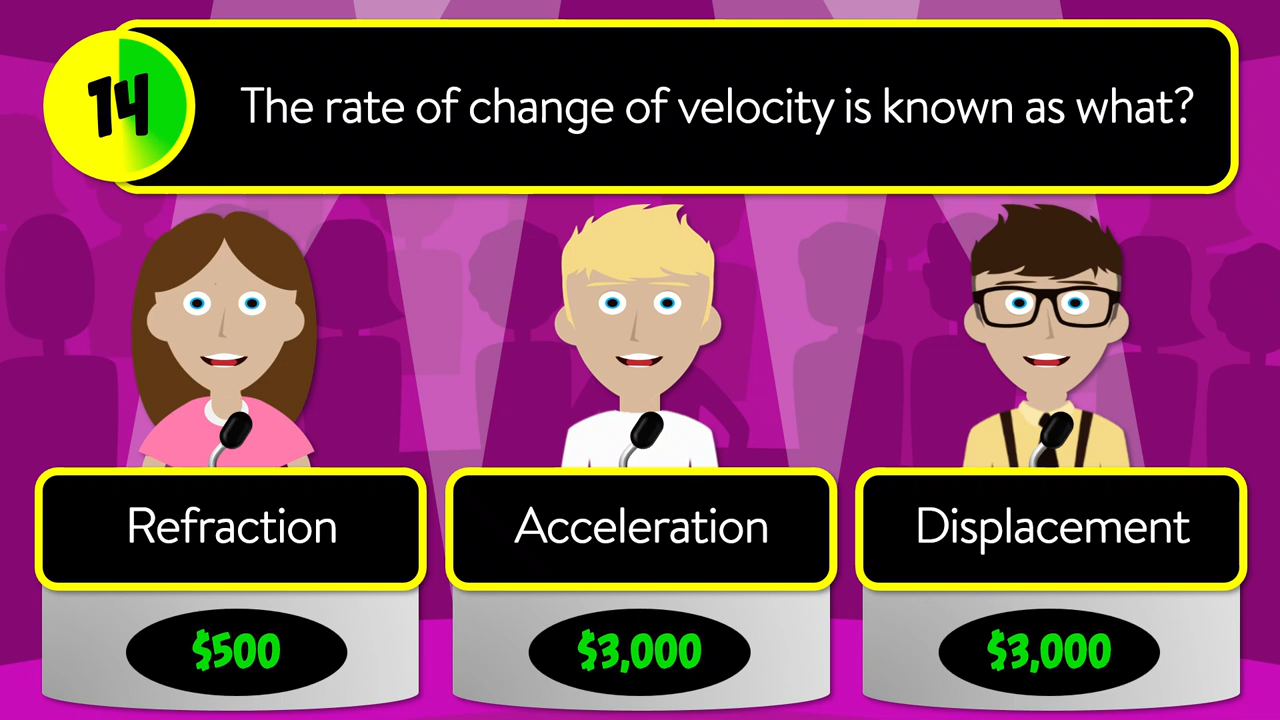 14
The rate of change of velocity is known as what?
Refraction
Acceleration
Displacement
$500
$3,000
$3,000